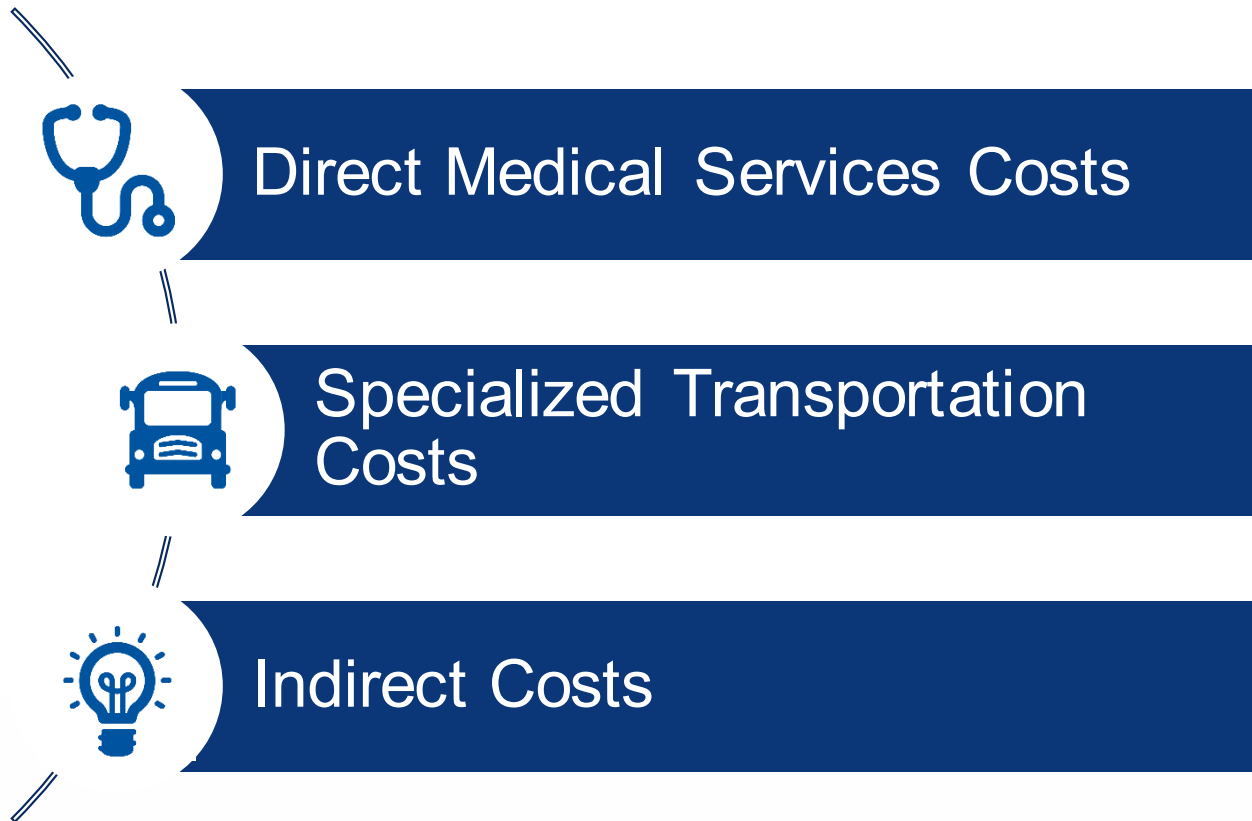 Direct Medical Services Costs
Specialized Transportation
Costs
Indirect Costs